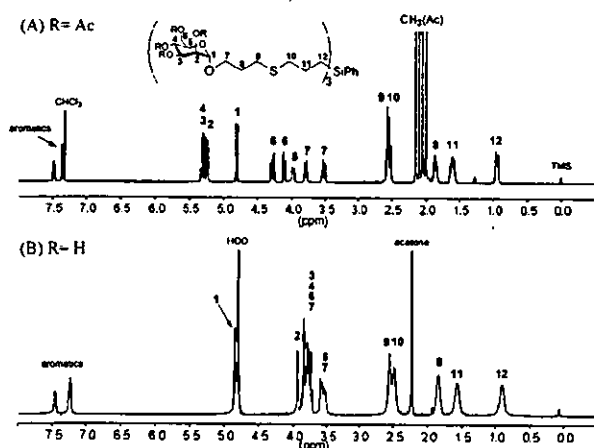 (A) R= Ac
RO OR
RO 4 6 5 O 1
RO 3 2
O 7 8 9 S 10 11 12
SiPh
3
CH3(Ac)
CHCl3
aromatics
4
3 2
1
6 6 5 7 7
9 10
8 11 12
TMS
7.5 7.0 6.5 6.0 5.5 5.0 4.5 4.0 3.5 3.0 2.5 2.0 1.5 1.0 0.0
(ppm)
(B) R= H
HOD
acetone
1
aromatics
2
3
4
6
7
5
7
9 10
8 11 12
8.0 7.5 7.0 6.5 6.0 5.5 5.0 4.5 4.0 3.5 3.0 2.5 2.0 1.5 1.0 0.0
(ppm)